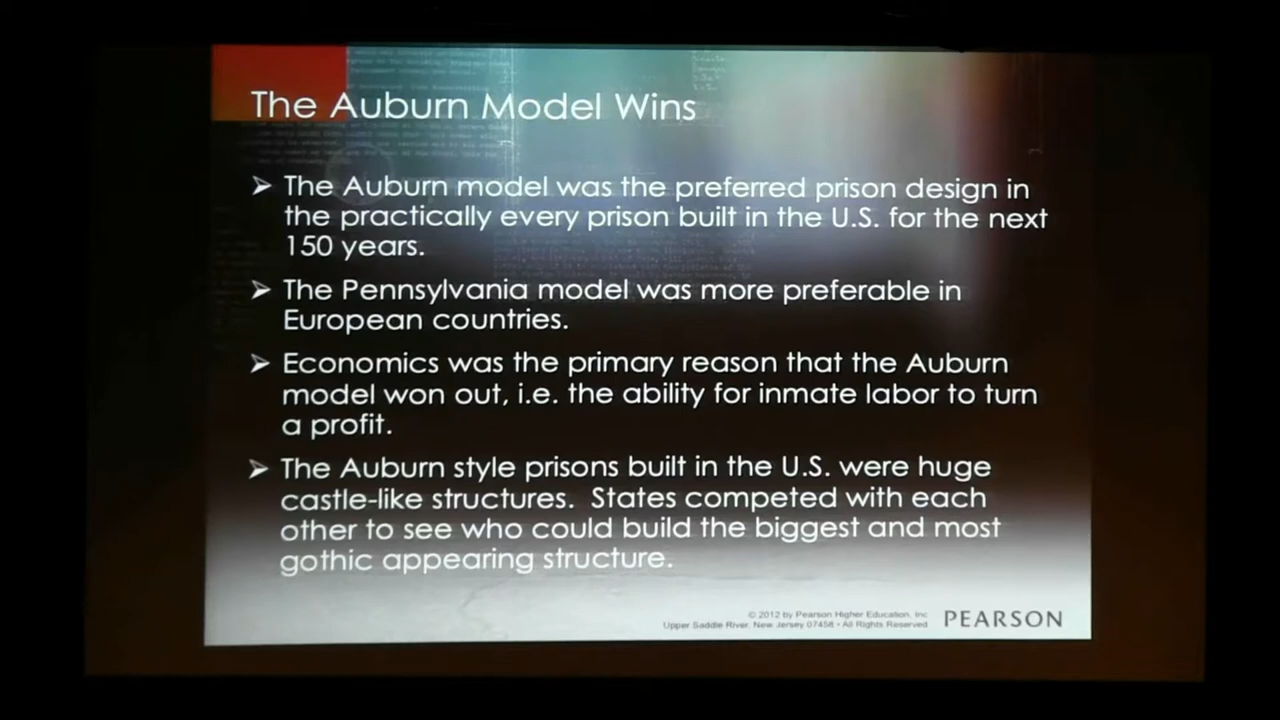 The Auburn Model Wins
➢ The Auburn model was the preferred prison design in
the practically every prison built in the U.S. for the next
150 years.
➢ The Pennsylvania model was more preferable in
European countries.
➢ Economics was the primary reason that the Auburn
model won out, i.e. the ability for inmate labor to turn
a profit.
➢ The Auburn style prisons built in the U.S. were huge
castle-like structures. States competed with each
other to see who could build the biggest and most
gothic appearing structure.
© 2012 by Pearson Higher Education, Inc
Upper Saddle River, New Jersey 07458 • All Rights Reserved
PEARSON